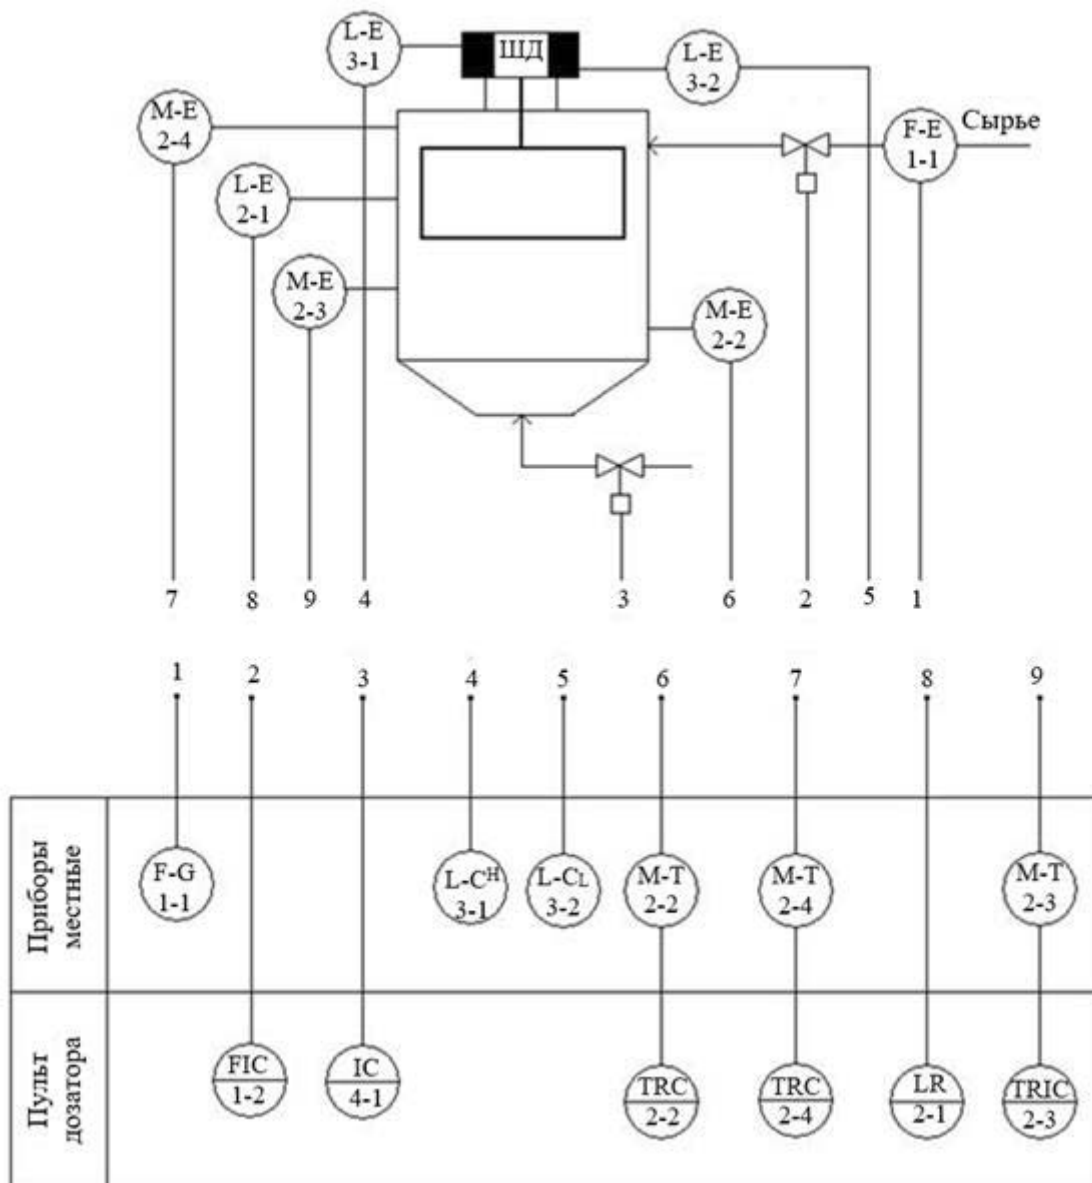 L-E
3-1
ШД
L-E
3-2
M-E
2-4
F-E
1-1
Сырье
L-E
2-1
M-E
2-3
M-E
2-2
7
8
9
4
3
6
2
5
1
1
2
3
4
5
6
7
8
9
Приборы
местные
F-G
1-1
L-Cᴴ
3-1
L-C_L
3-2
M-T
2-2
M-T
2-4
M-T
2-3
Пульт
дозатора
FIC
1-2
IC
4-1
TRC
2-2
TRC
2-4
LR
2-1
TRIC
2-3